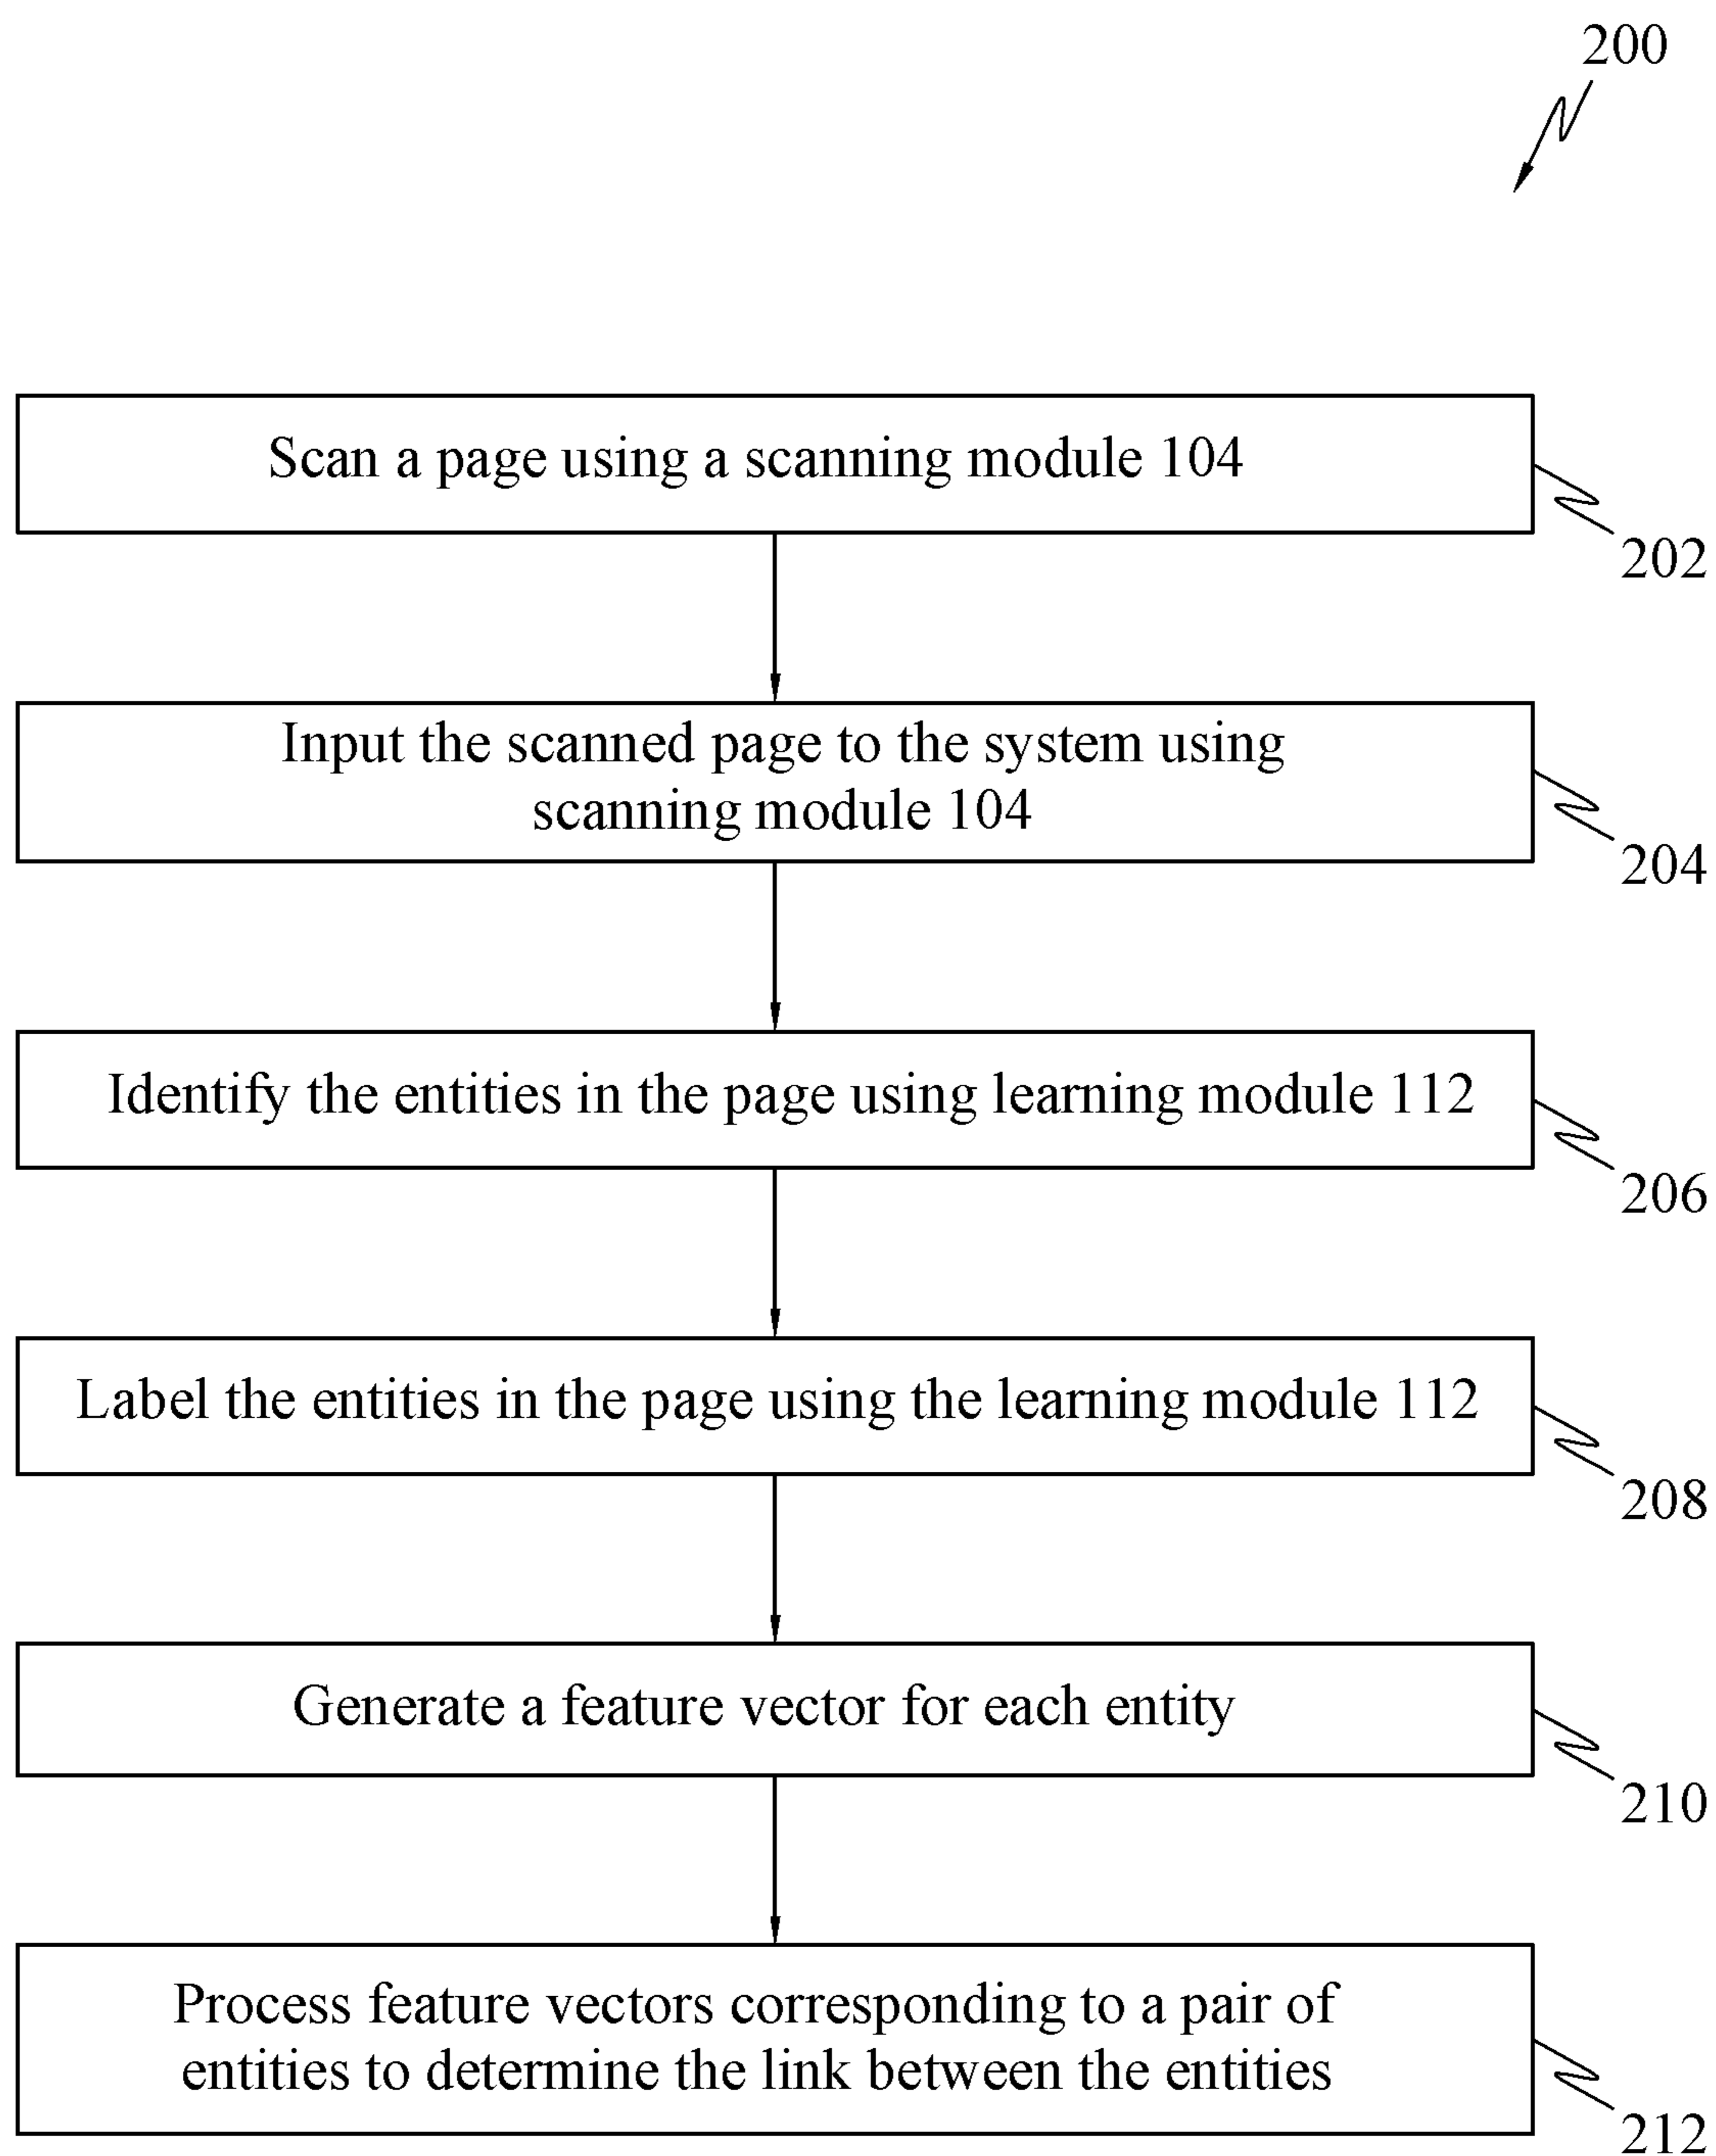 200
Scan a page using a scanning module 104
202
Input the scanned page to the system using
scanning module 104
204
Identify the entities in the page using learning module 112
206
Label the entities in the page using the learning module 112
208
Generate a feature vector for each entity
210
Process feature vectors corresponding to a pair of
entities to determine the link between the entities
212